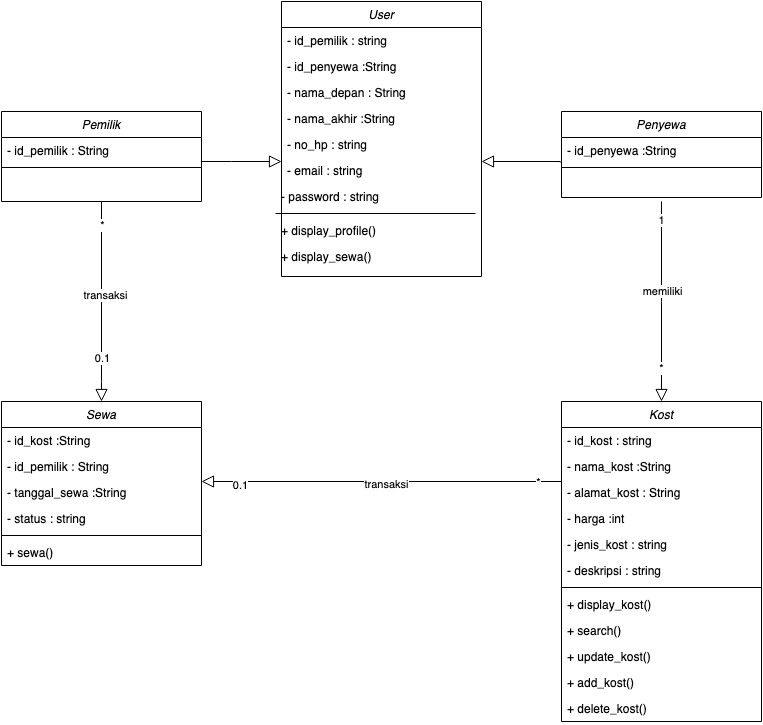 User
- id_pemilik : string
- id_penyewa :String
- nama_depan : String
- nama_akhir :String
- no_hp : string
- email : string
- password : string
+ display_profile()
+ display_sewa()
Pemilik
- id_pemilik : String
Penyewa
- id_penyewa :String
*
transaksi
0.1
1
memiliki
*
Sewa
- id_kost :String
- id_pemilik : String
- tanggal_sewa :String
- status : string
+ sewa()
0.1
transaksi
*
Kost
- id_kost : string
- nama_kost :String
- alamat_kost : String
- harga :int
- jenis_kost : string
- deskripsi : string
+ display_kost()
+ search()
+ update_kost()
+ add_kost()
+ delete_kost()